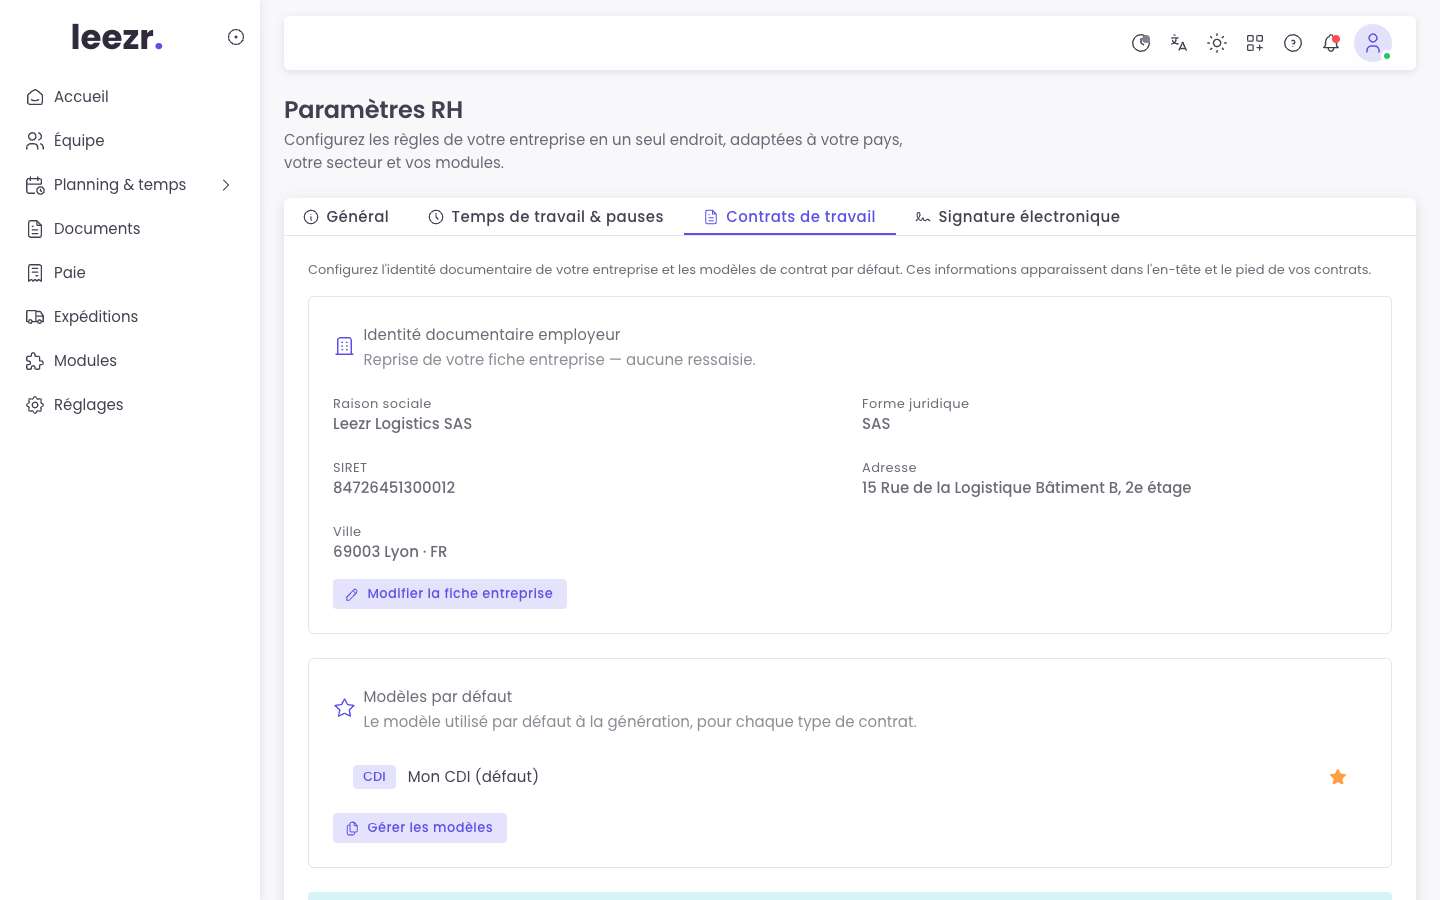 leezr.
Accueil
Équipe
Planning & temps
Documents
Paie
Expéditions
Modules
Réglages
Paramètres RH
Configurez les règles de votre entreprise en un seul endroit, adaptées à votre pays,
votre secteur et vos modules.
Général
Temps de travail & pauses
Contrats de travail
Signature électronique
Configurez l'identité documentaire de votre entreprise et les modèles de contrat par défaut. Ces informations apparaissent dans l'en-tête et le pied de vos contrats.
Identité documentaire employeur
Reprise de votre fiche entreprise — aucune ressaisie.
Raison sociale
Leezr Logistics SAS
Forme juridique
SAS
SIRET
84726451300012
Adresse
15 Rue de la Logistique Bâtiment B, 2e étage
Ville
69003 Lyon · FR
Modifier la fiche entreprise
Modèles par défaut
Le modèle utilisé par défaut à la génération, pour chaque type de contrat.
CDI
Mon CDI (défaut)
Gérer les modèles